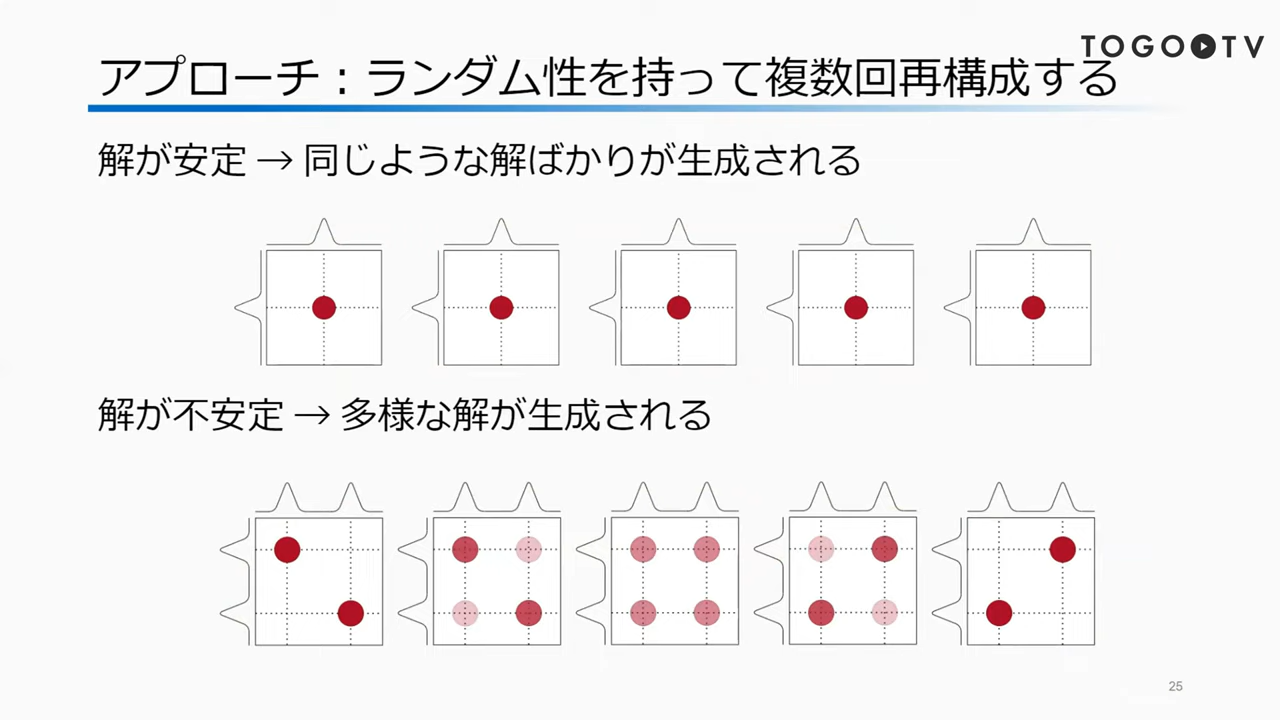 TOGO TV
アプローチ：ランダム性を持って複数回再構成する
解が安定 → 同じような解ばかりが生成される
解が不安定 → 多様な解が生成される
25